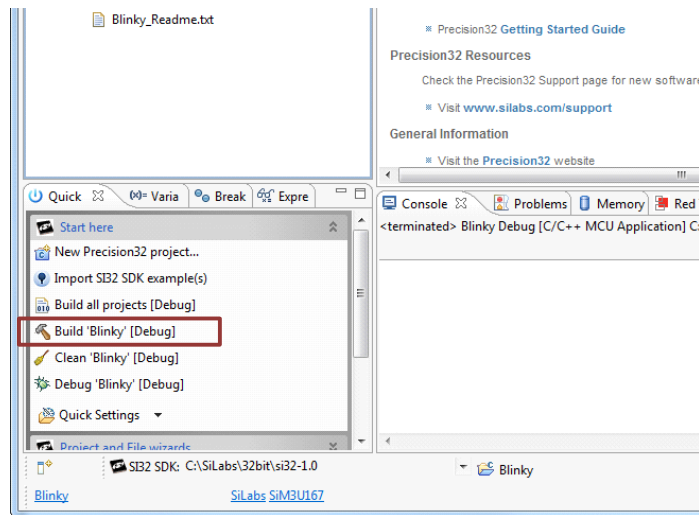 Blinky_Readme.txt
Precision32 Getting Started Guide
Precision32 Resources
Check the Precision32 Support page for new software
Visit www.silabs.com/support
General Information
Visit the Precision32 website
Quick
(x)= Varia
Break
Expre
Console
Problems
Memory
Red
Start here
New Precision32 project...
Import SI32 SDK example(s)
Build all projects [Debug]
Build 'Blinky' [Debug]
Clean 'Blinky' [Debug]
Debug 'Blinky' [Debug]
Quick Settings
Project and File wizards
<terminated> Blinky Debug [C/C++ MCU Application] C:
SI32 SDK: C:\SiLabs\32bit\si32-1.0
Blinky
Blinky
SiLabs SiM3U167